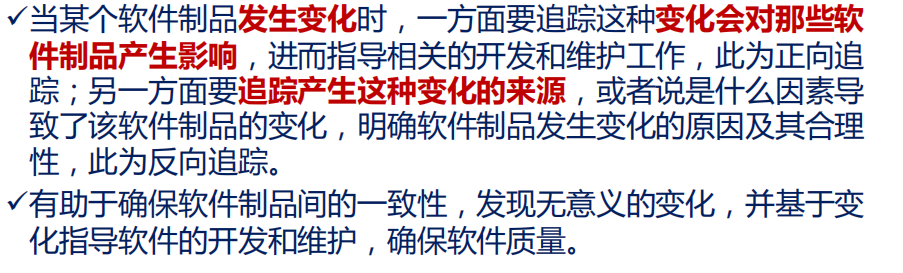 ✓当某个软件制品发生变化时，一方面要追踪这种变化会对那些软
件制品产生影响，进而指导相关的开发和维护工作，此为正向追
踪；另一方面要追踪产生这种变化的来源，或者说是什么因素导
致了该软件制品的变化，明确软件制品发生变化的原因及其合理
性，此为反向追踪。
✓有助于确保软件制品间的一致性，发现无意义的变化，并基于变
化指导软件的开发和维护，确保软件质量。